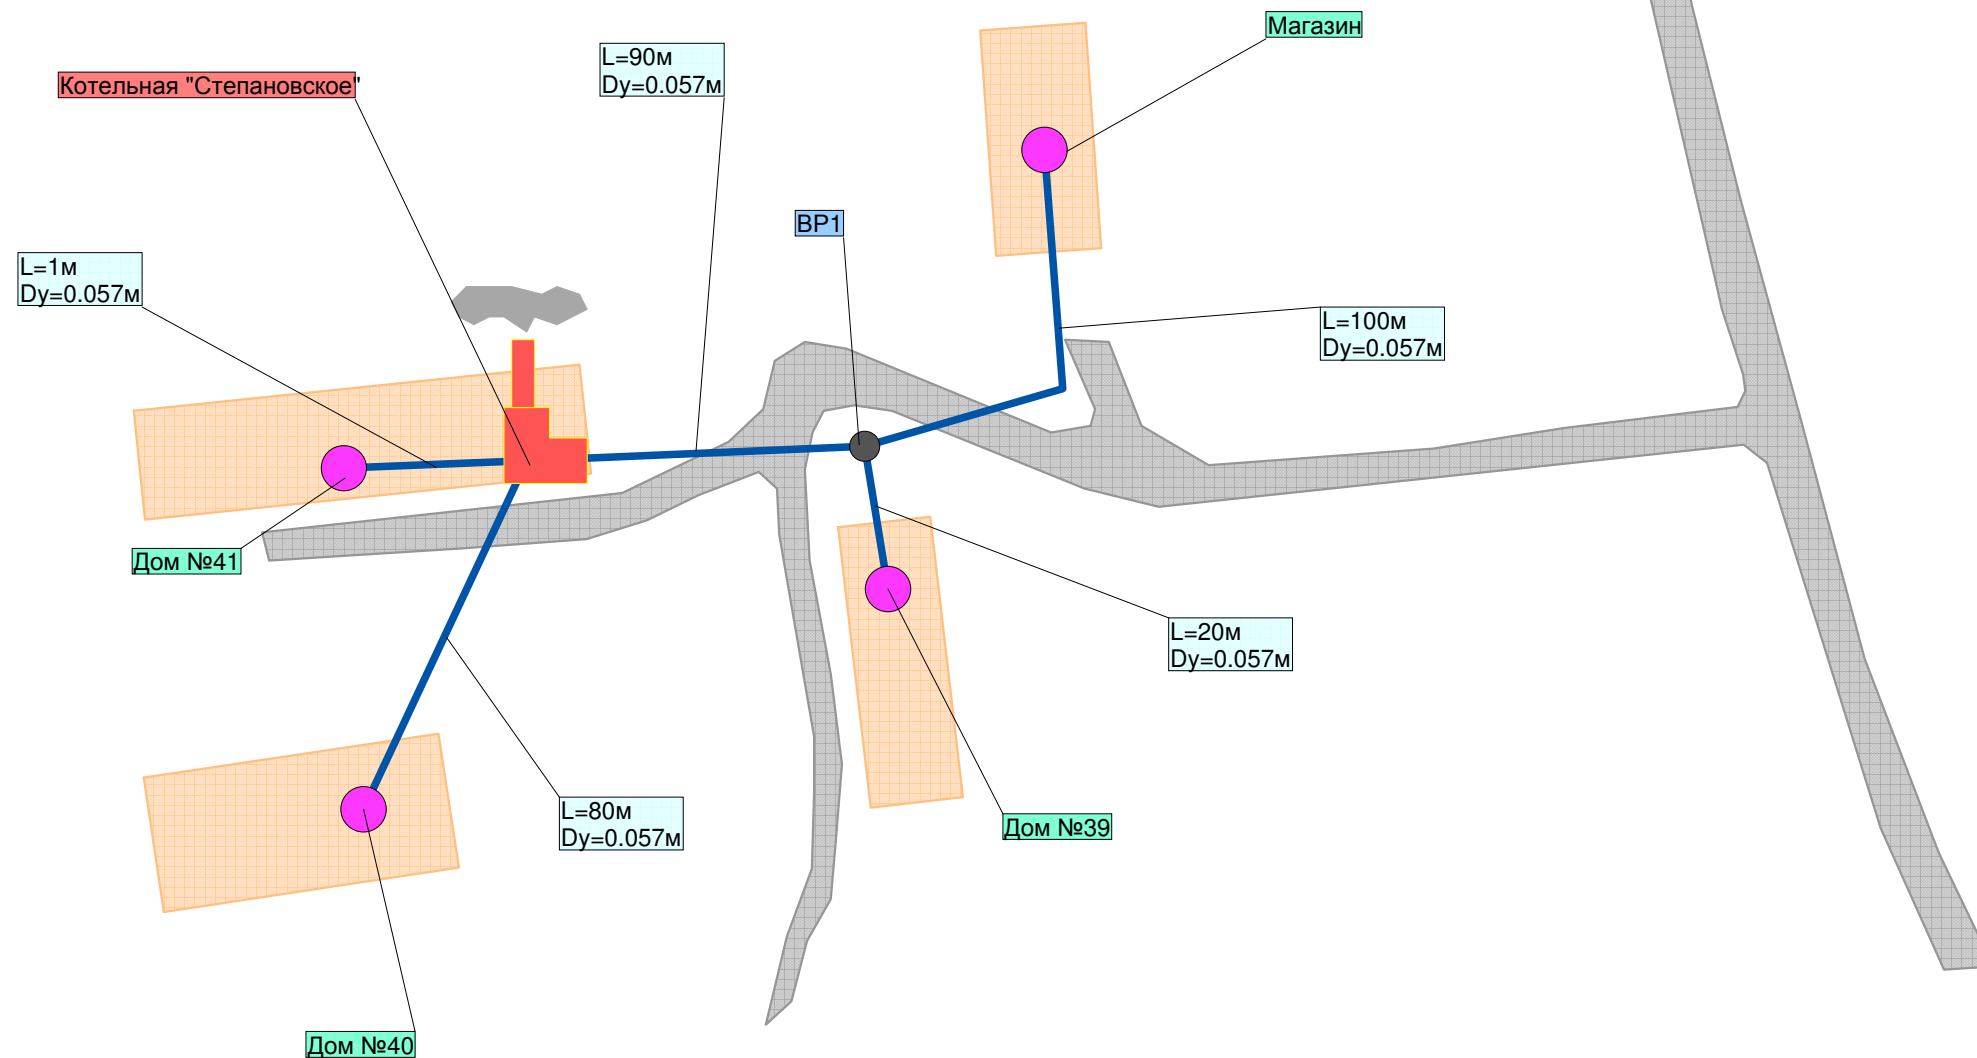 Магазин
L=90м
Dy=0.057м
Котельная "Степановское"
ВР1
L=1м
Dy=0.057м
L=100м
Dy=0.057м
Дом №41
L=20м
Dy=0.057м
L=80м
Dy=0.057м
Дом №39
Дом №40